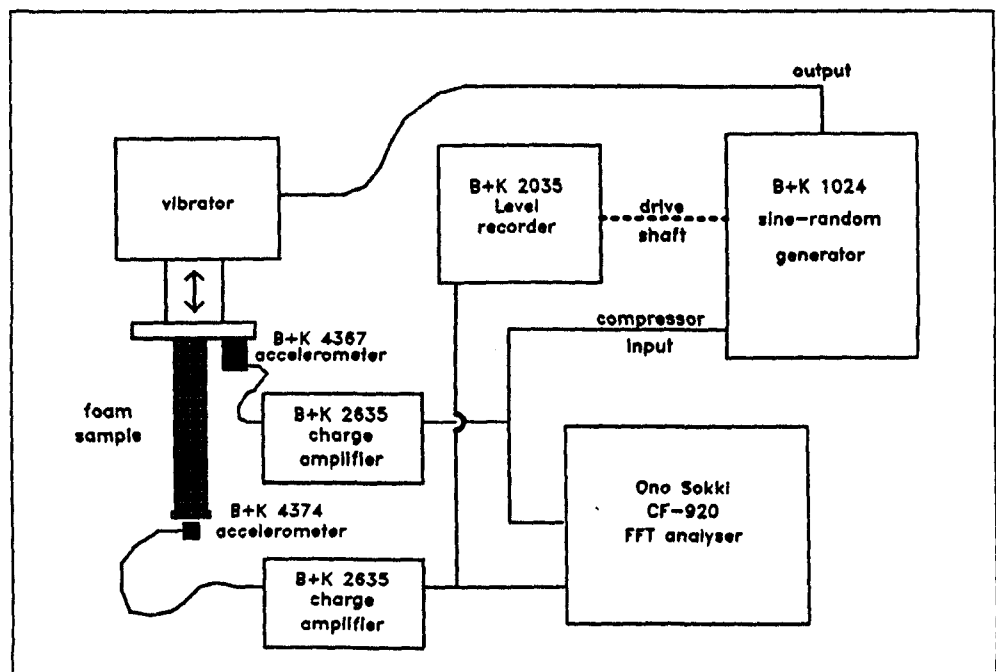 output
vibrator
B+K 2035
Level
recorder
drive
shaft
B+K 1024
sine-random
generator
compressor
input
B+K 4367
accelerometer
foam
sample
B+K 2635
charge
amplifier
Ono Sokki
CF-920
FFT analyser
B+K 4374
accelerometer
B+K 2635
charge
amplifier